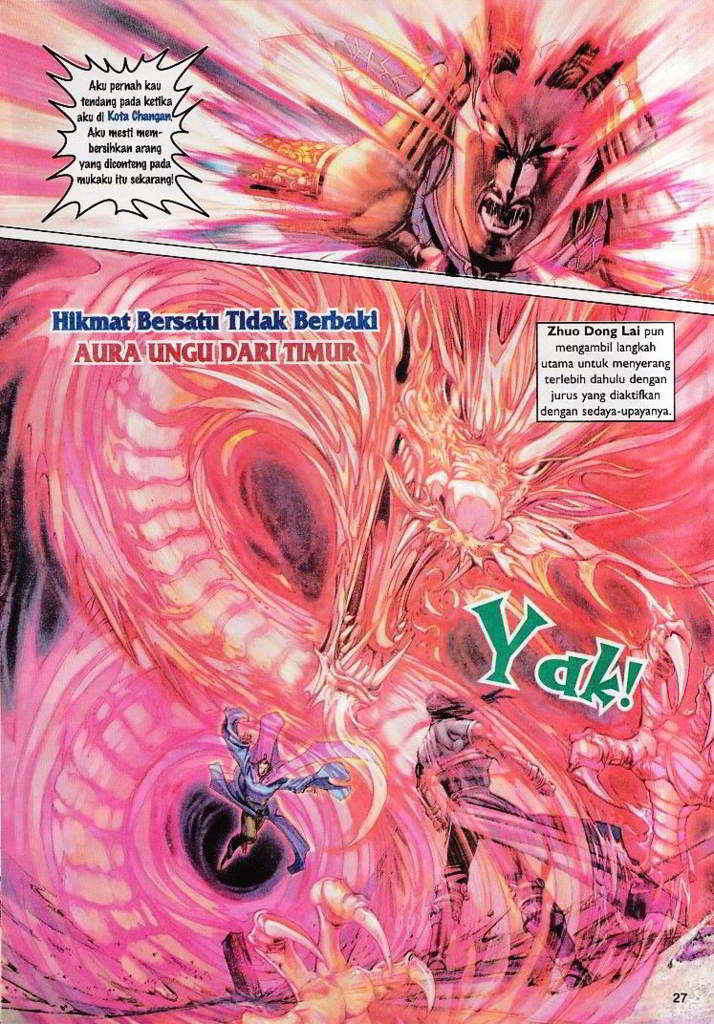 Aku pernah kau
tendang pada ketika
aku di Kota Changan.
Aku mesti mem-
bersihkan arang
yang diconteng pada
mukaku itu sekarang!
Hikmat Bersatu Tidak Berbaki
AURA UNGU DARI TIMUR
Zhuo Dong Lai pun
mengambil langkah
utama untuk menyerang
terlebih dahulu dengan
jurus yang diaktifkan
dengan sedaya-upayanya.
Yak!
27